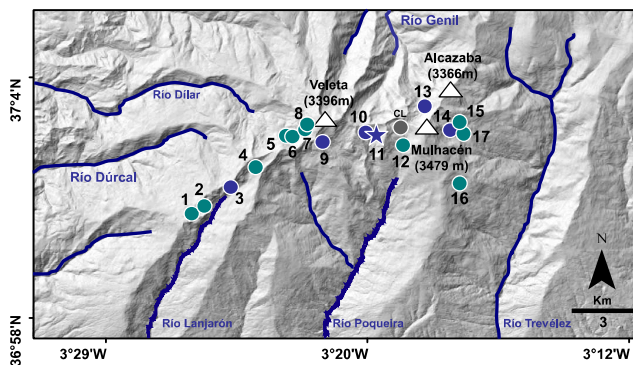 Río Genil
Alcazaba
(3366m)
37°4'
Veleta
(3396m)
Río Dílar
13
8
10
CL
15
5
6
7
14
17
9
11
Mulhacén
(3479 m)
12
4
Río Dúrcal
3
16
1
2
N
Km
3
Río Lanjarón
Río Poqueira
Río Trevélez
36°58'
3°29'
3°20'
3°12'